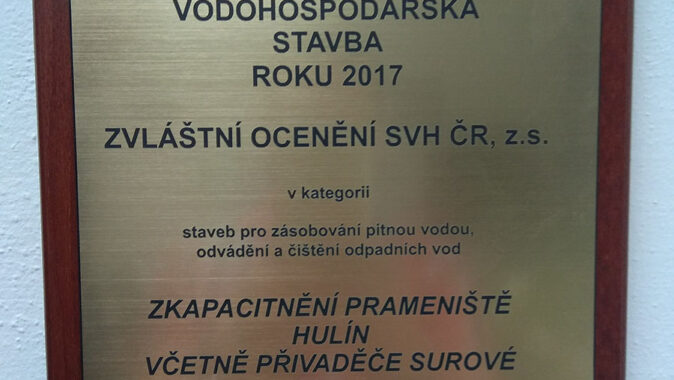 VODOHOSPODÁŘSKÁ
STAVBA
ROKU 2017
ZVLÁŠTNÍ OCENĚNÍ SVH ČR, z.s.
v kategorii
staveb pro zásobování pitnou vodou,
odvádění a čištění odpadních vod
ZKAPACITNĚNÍ PRAMENIŠTĚ
HULÍN
VČETNĚ PŘIVADĚČE SUROVÉ